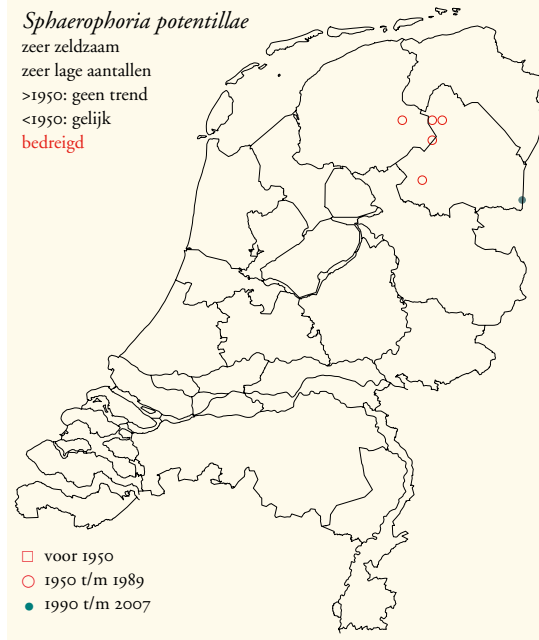 Sphaerophoria potentillae
zeer zeldzaam
zeer lage aantallen
>1950: geen trend
<1950: gelijk
bedreigd
voor 1950
1950 t/m 1989
1990 t/m 2007